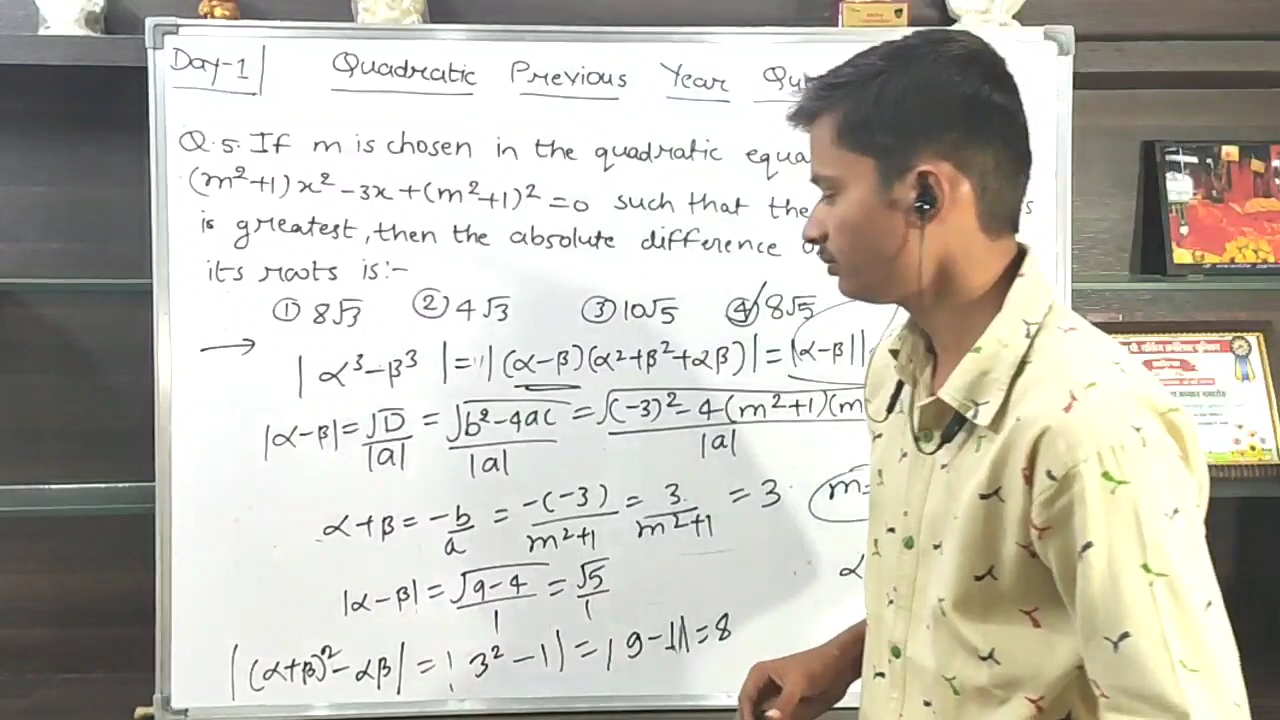 Day-1 Quadratic Previous Year
Q.5. If m is chosen in the quadratic
(m²+1)x² -3x+(m²+1)² =0 such that the
is greatest, then the absolute difference
its roots is:-
① 8√3 ② 4√3 ③ 10√5 ④ 8√5
→ | α³-β³ | = | (α-β)(α²+β²+αβ)| = |α-β||
|α-β| = √D/|a| = √b²-4ac/|a| = √(-3)²-4(m²+1)(m/|a|
α+β = -b/a = -(-3)/m²+1 = 3/m²+1 = 3 m=
α
|α-β| = √9-4/1 = √5/1
|(α+β)²-αβ| = | 3²-1| = | 9-1| = 8